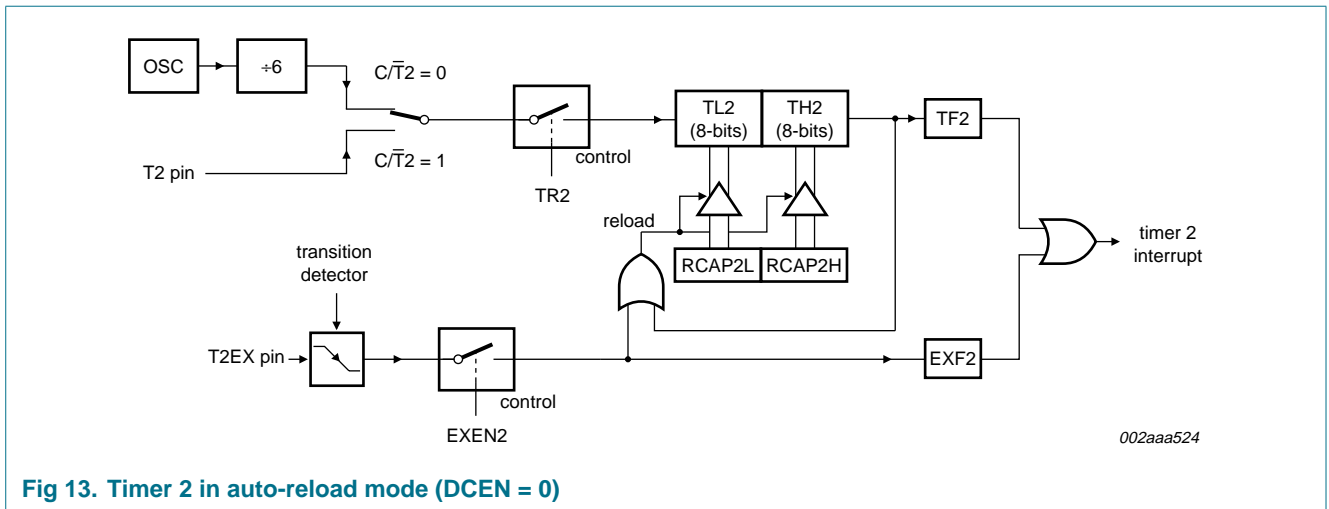 OSC
÷6
C/T̅2 = 0
C/T̅2 = 1
T2 pin
control
TR2
TL2
(8-bits)
TH2
(8-bits)
TF2
reload
RCAP2L
RCAP2H
timer 2
interrupt
transition
detector
T2EX pin
control
EXEN2
EXF2
002aaa524
Fig 13. Timer 2 in auto-reload mode (DCEN = 0)